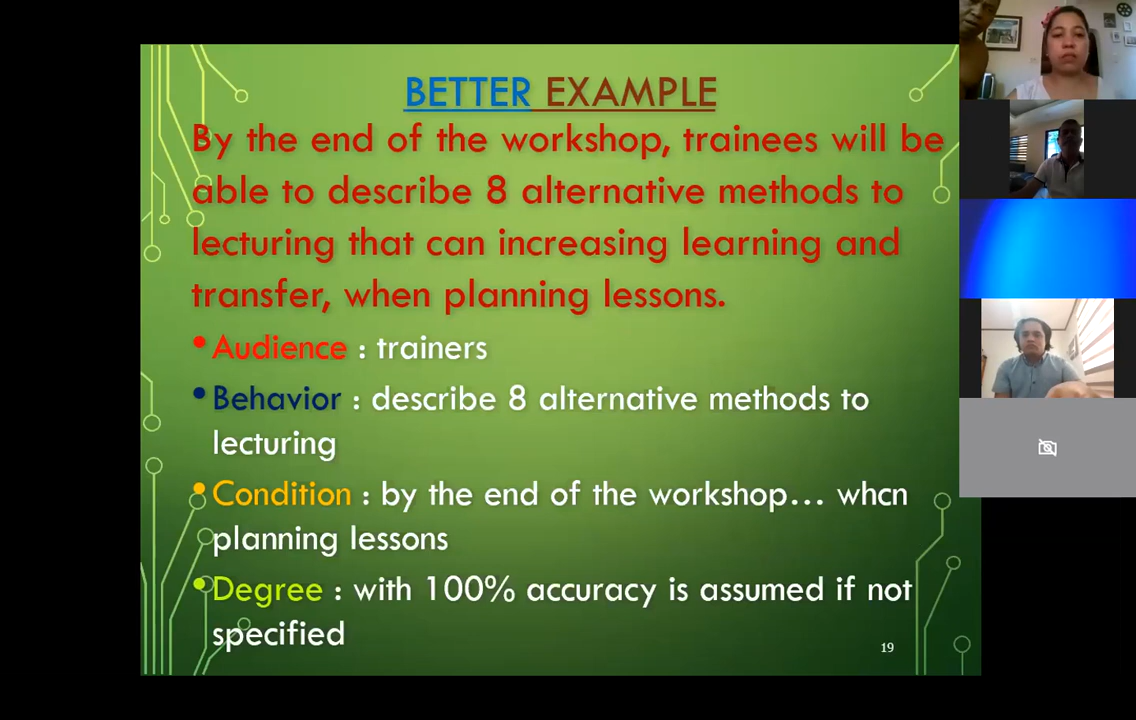 BETTER EXAMPLE
By the end of the workshop, trainees will be
able to describe 8 alternative methods to
lecturing that can increasing learning and
transfer, when planning lessons.
•Audience : trainers
•Behavior : describe 8 alternative methods to
lecturing
•Condition : by the end of the workshop… whcn
planning lessons
•Degree : with 100% accuracy is assumed if not
specified
19